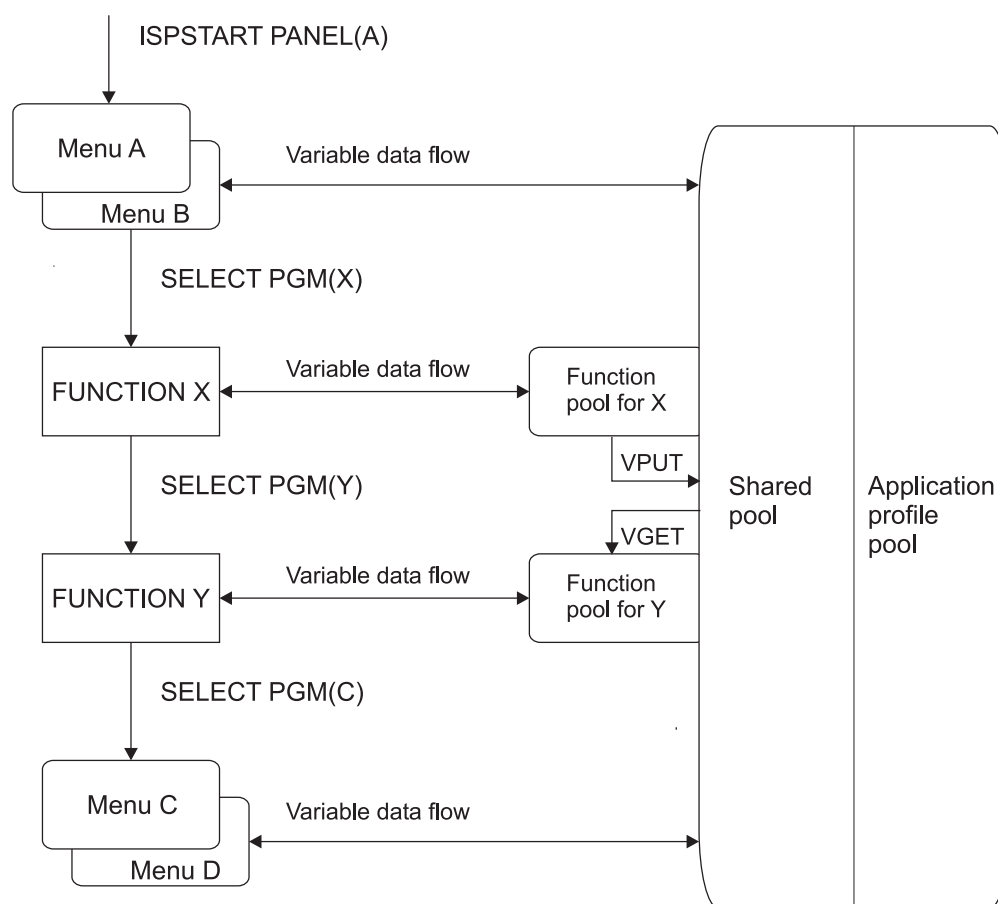 ISPSTART PANEL(A)
Menu A
Variable data flow
Menu B
SELECT PGM(X)
FUNCTION X
Variable data flow
Function
pool for X
VPUT
SELECT PGM(Y)
Shared
pool
Application
profile
pool
VGET
FUNCTION Y
Variable data flow
Function
pool for Y
SELECT PGM(C)
Menu C
Variable data flow
Menu D